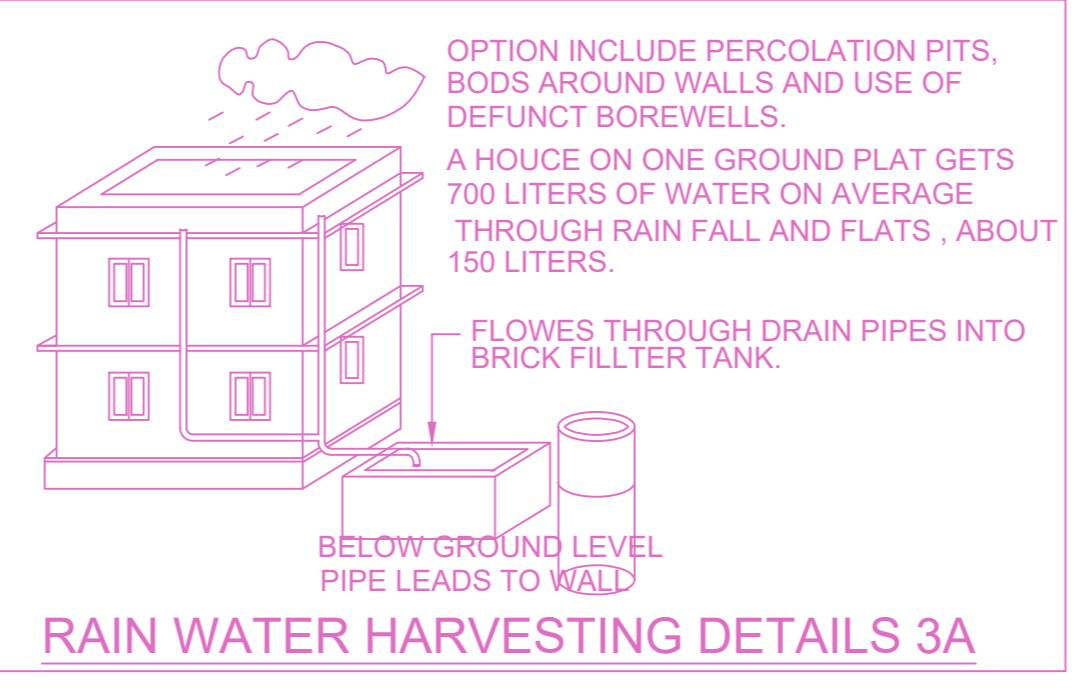 OPTION INCLUDE PERCOLATION PITS,
BODS AROUND WALLS AND USE OF
DEFUNCT BOREWELLS.
A HOUCE ON ONE GROUND PLAT GETS
700 LITERS OF WATER ON AVERAGE
THROUGH RAIN FALL AND FLATS , ABOUT
150 LITERS.
FLOWES THROUGH DRAIN PIPES INTO
BRICK FILLTER TANK.
BELOW GROUND LEVEL
PIPE LEADS TO WALL
RAIN WATER HARVESTING DETAILS 3A